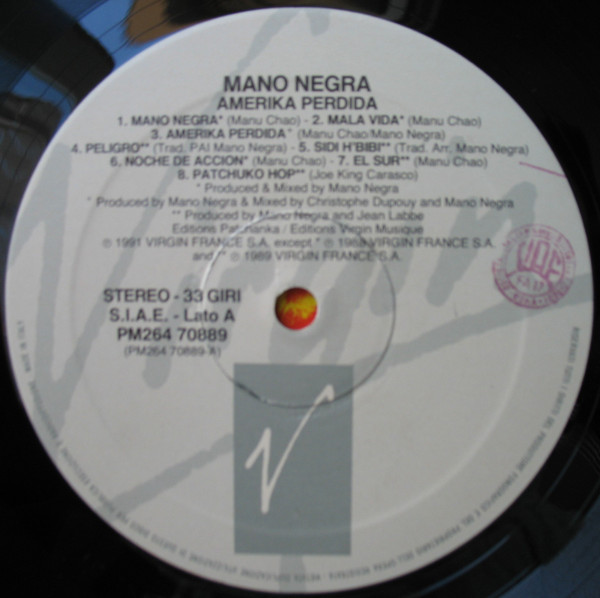 MANO NEGRA
AMERIKA PERDIDA
1. MANO NEGRA* (Manu Chao) - 2. MALA VIDA* (Manu Chao)
3. AMERIKA PERDIDA* (Manu Chao/Mano Negra)
4. PELIGRO** (Trad. PAI Mano Negra) - 5. SIDI H'BIBI** (Trad. Arr. Mano Negra)
6. NOCHE DE ACCION* (Manu Chao) - 7. EL SUR** (Manu Chao)
8. PATCHUKO HOP** (Joe King Carasco)
* Produced & Mixed by Mano Negra
* Produced by Mano Negra & Mixed by Christophe Dupouy and Mano Negra
** Produced by Mano Negra and Jean Labbe
Editions Patchanka / Editions Virgin Musique
© 1991 VIRGIN FRANCE S.A. except * ℗ 1988 VIRGIN FRANCE S.A.
and ** ℗ 1989 VIRGIN FRANCE S.A.
STEREO - 33 GIRI
S.I.A.E. - Lato A
PM264 70889
(PM264 70889-A)
Virgin